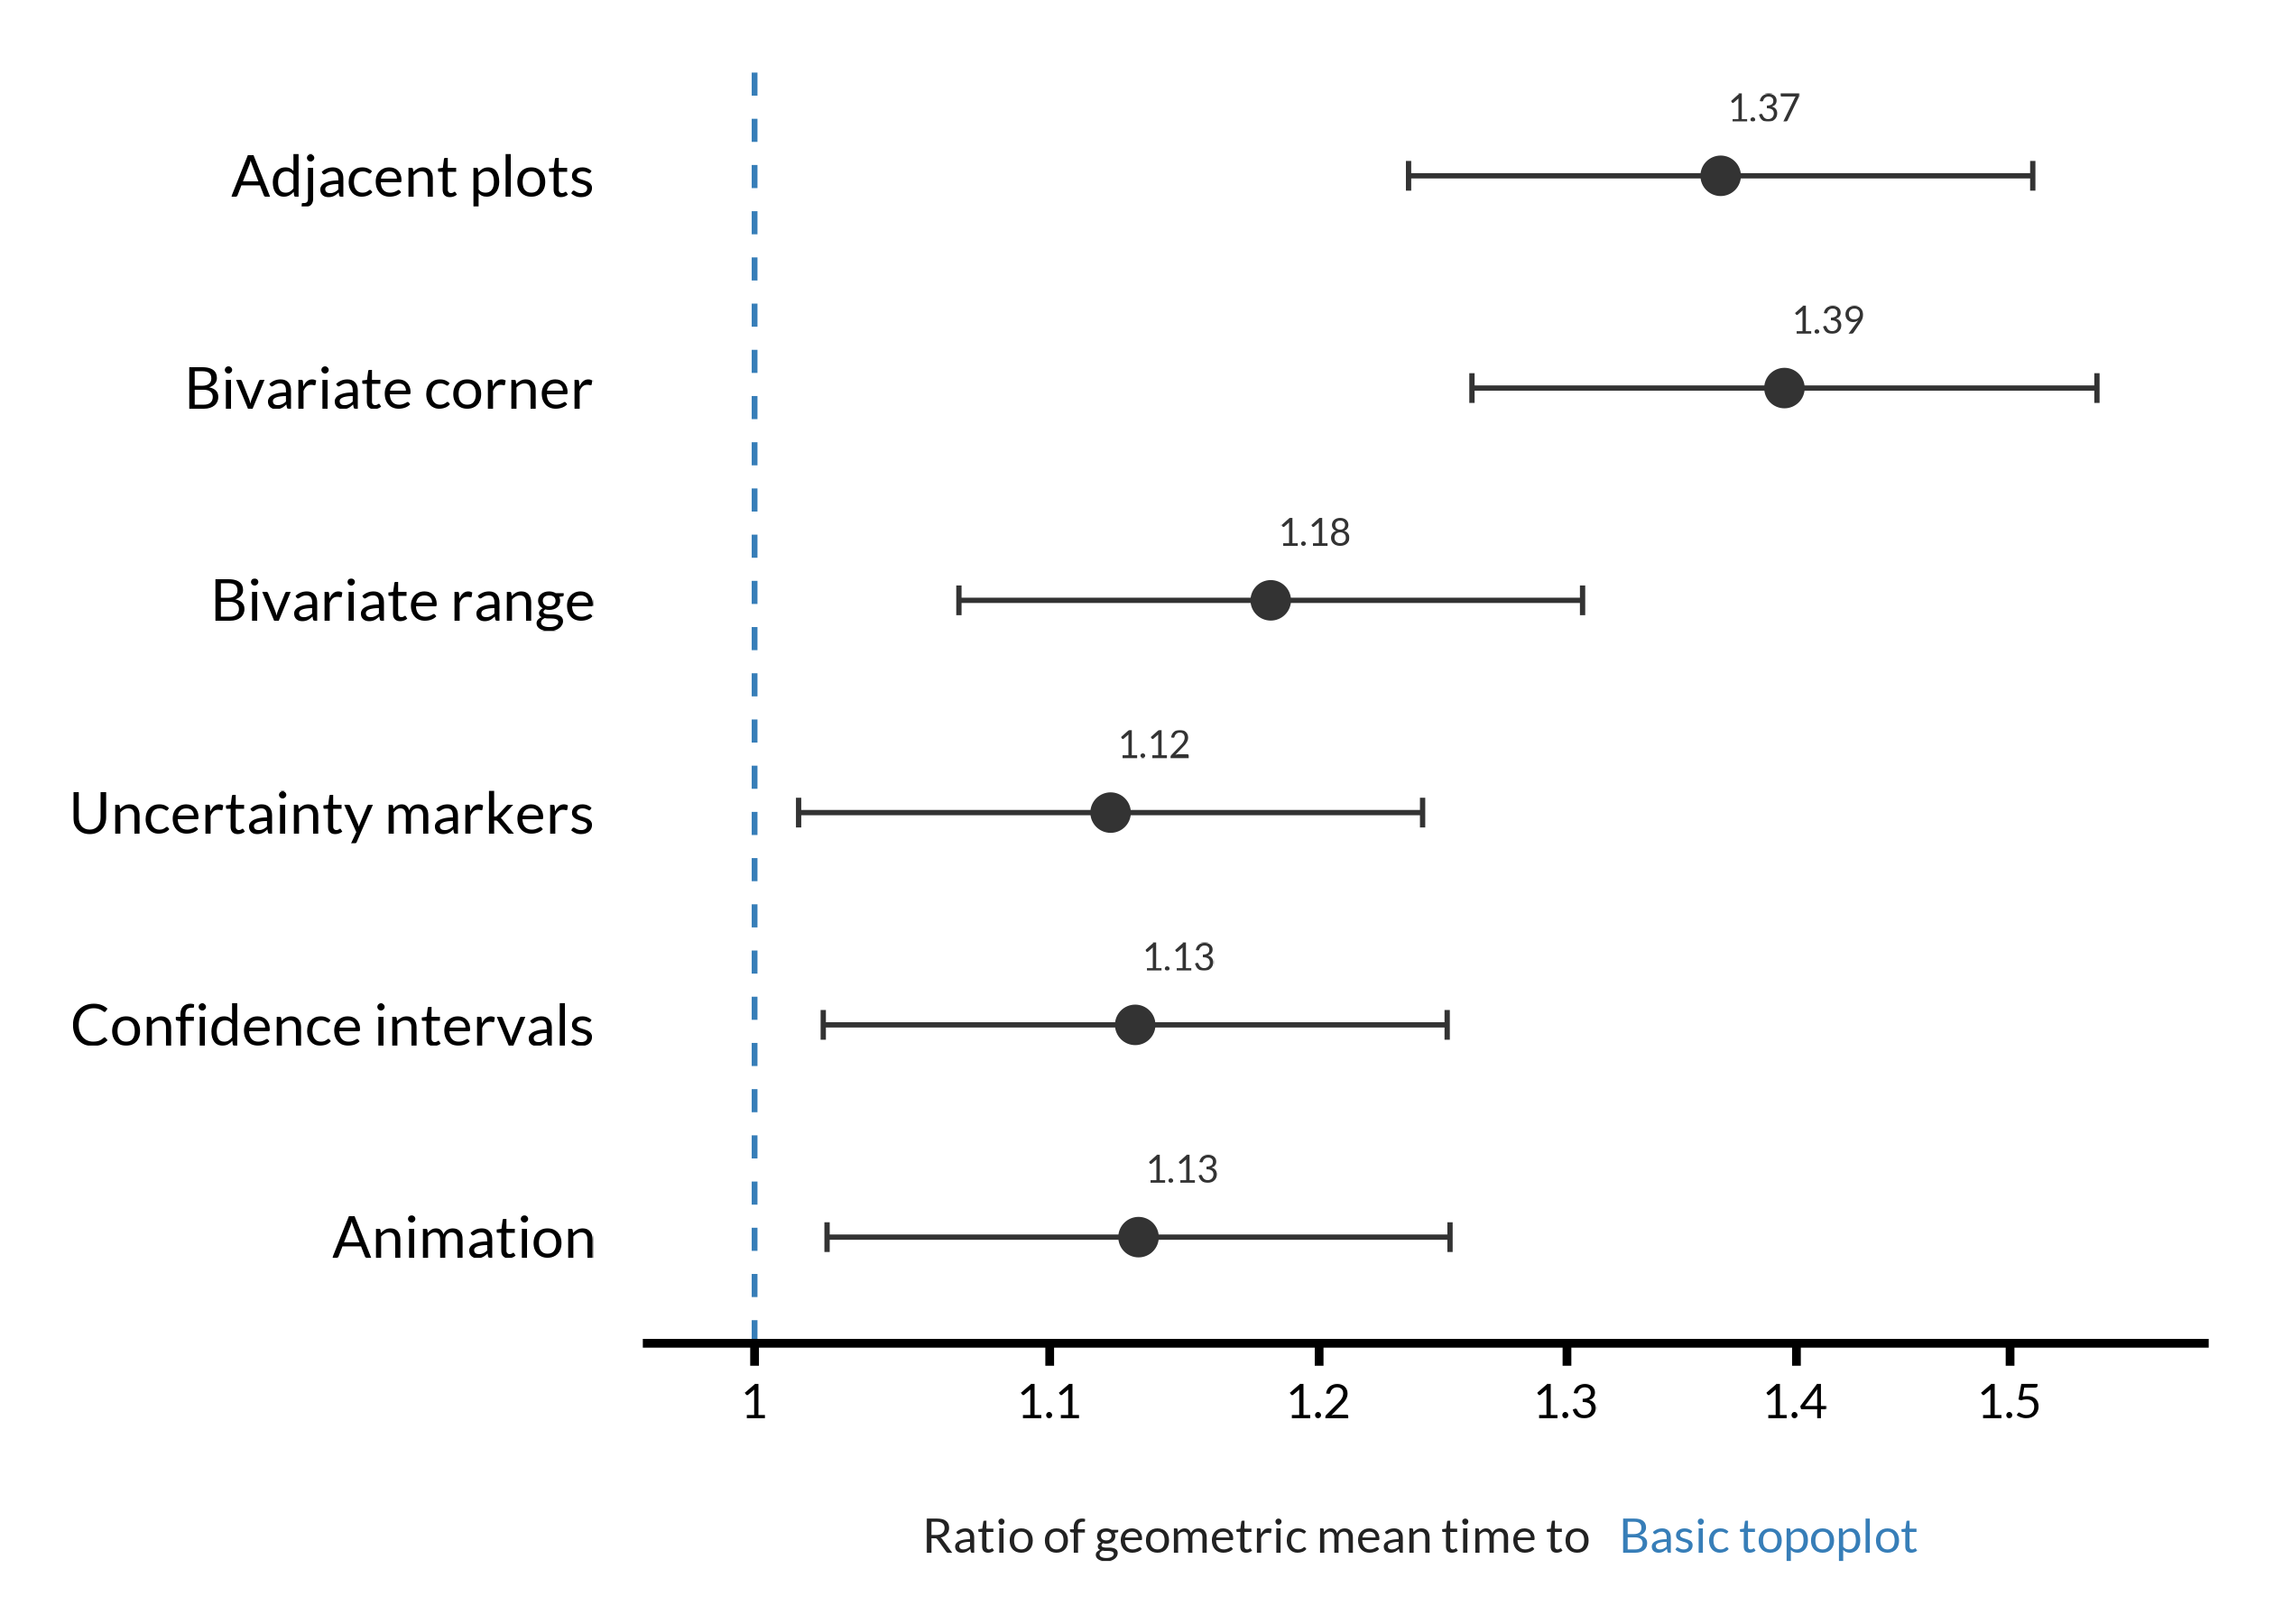 1.37
Adjacent plots
1.39
Bivariate corner
1.18
Bivariate range
1.12
Uncertainty markers
1.13
Confidence intervals
1.13
Animation
1 1.1 1.2 1.3 1.4 1.5
Ratio of geometric mean time to Basic topoplot